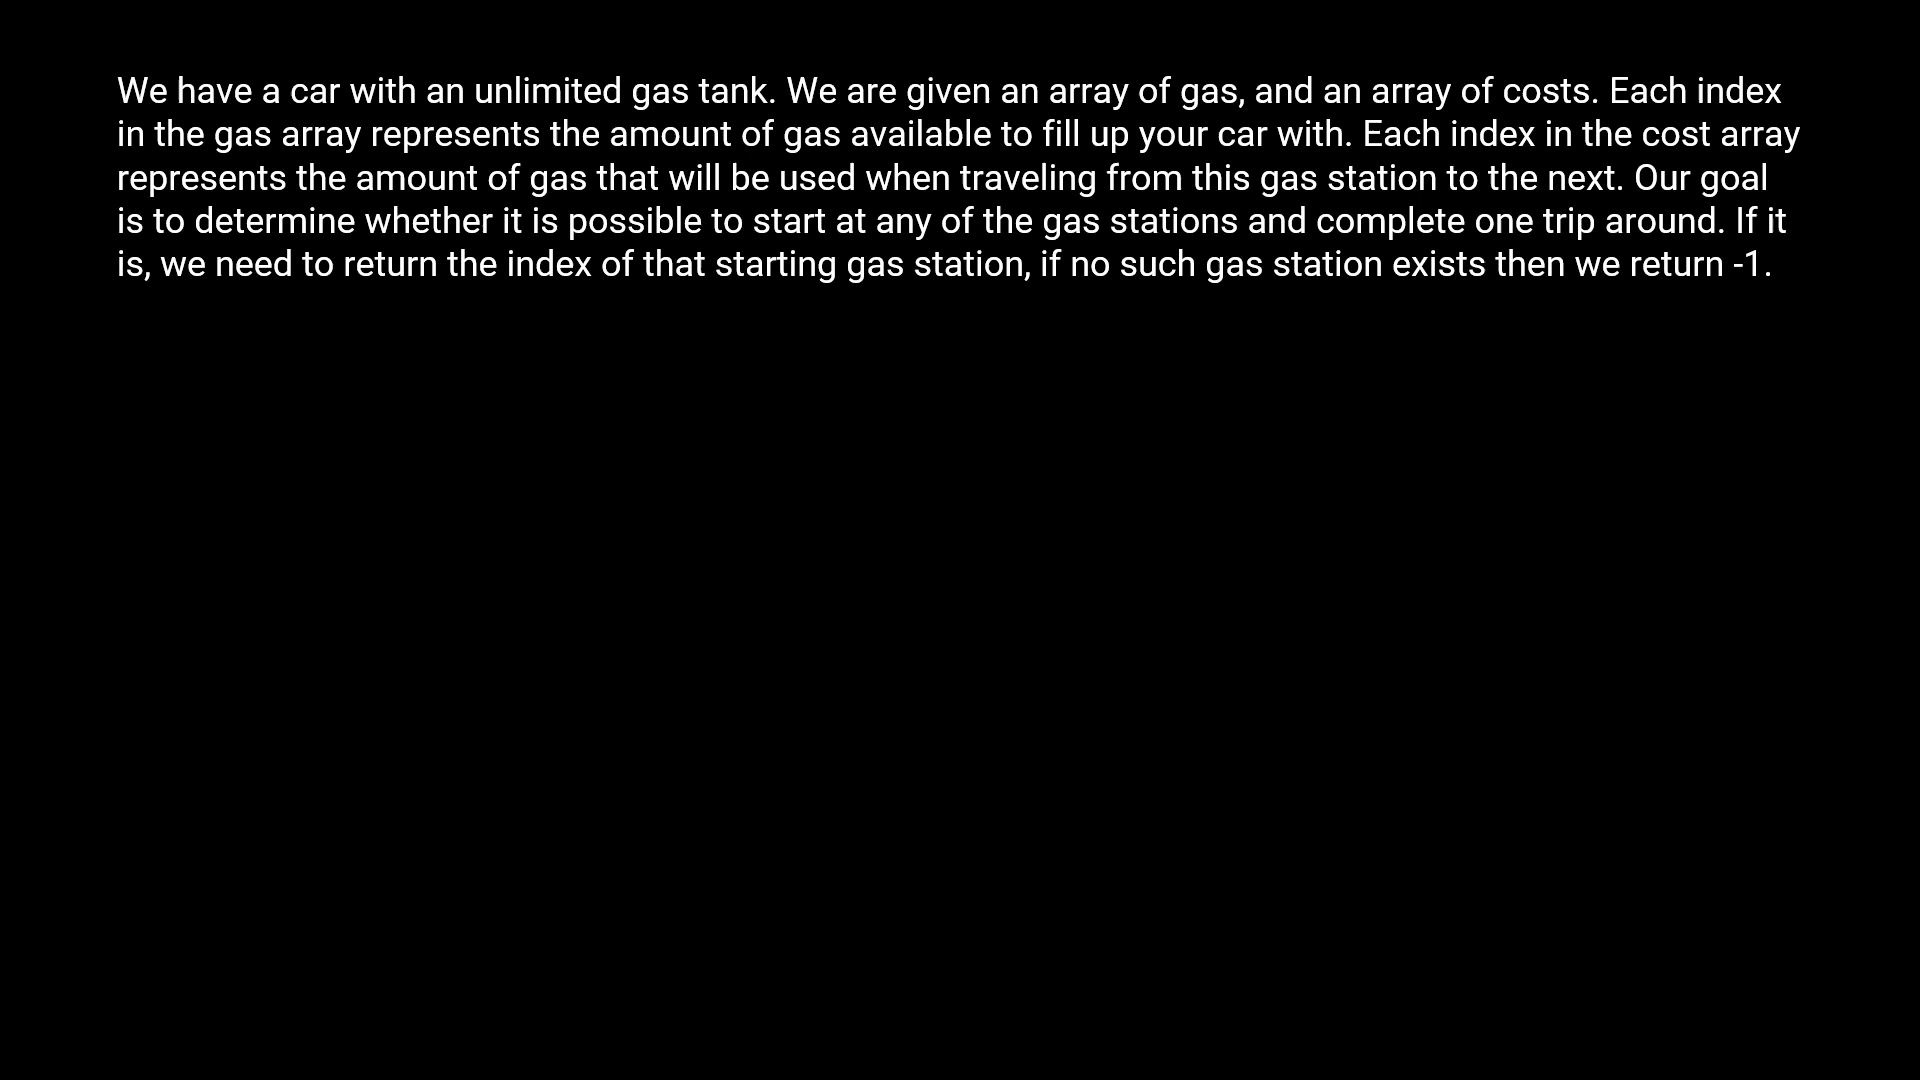 We have a car with an unlimited gas tank. We are given an array of gas, and an array of costs. Each index
in the gas array represents the amount of gas available to fill up your car with. Each index in the cost array
represents the amount of gas that will be used when traveling from this gas station to the next. Our goal
is to determine whether it is possible to start at any of the gas stations and complete one trip around. If it
is, we need to return the index of that starting gas station, if no such gas station exists then we return -1.